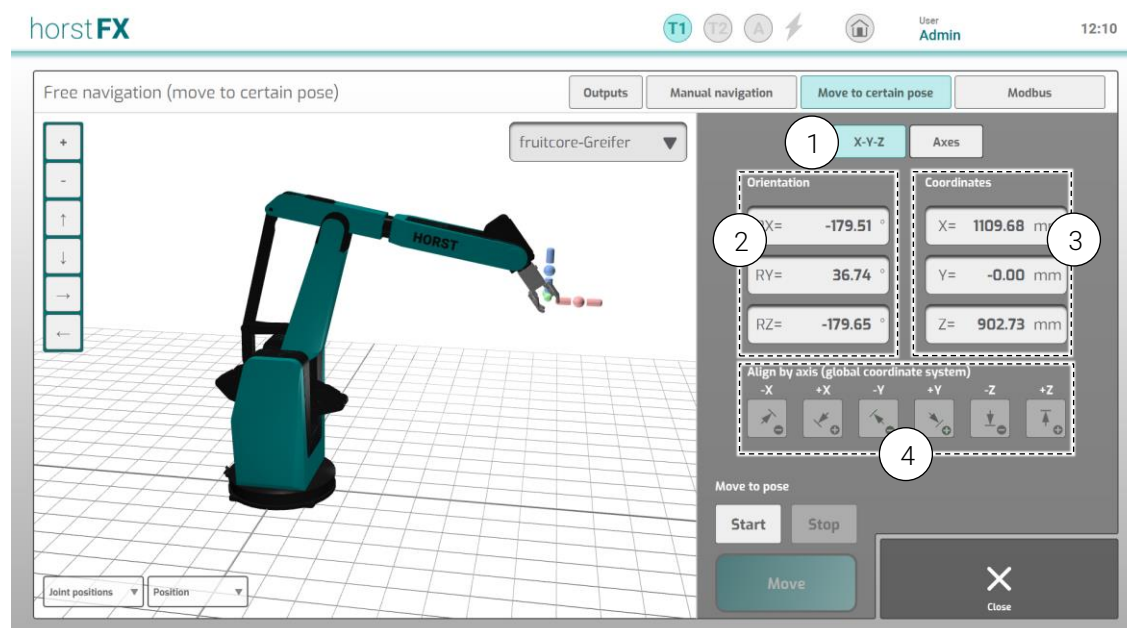 horstFX
T1 T2 A
User
Admin
12:10
Free navigation (move to certain pose)
Outputs
Manual navigation
Move to certain pose
Modbus
+
-
↑
↓
→
←
fruitcore-Greifer ▼
HORST
1
X-Y-Z
Axes
Orientation
2
X= -179.51 °
RY= 36.74 °
RZ= -179.65 °
Coordinates
X= 1109.68 m
3
Y= -0.00 mm
Z= 902.73 mm
Align by axis (global coordinate system)
-X +X -Y +Y -Z +Z
4
Move to pose
Start
Stop
Move
Close
Joint positions ▼
Position ▼